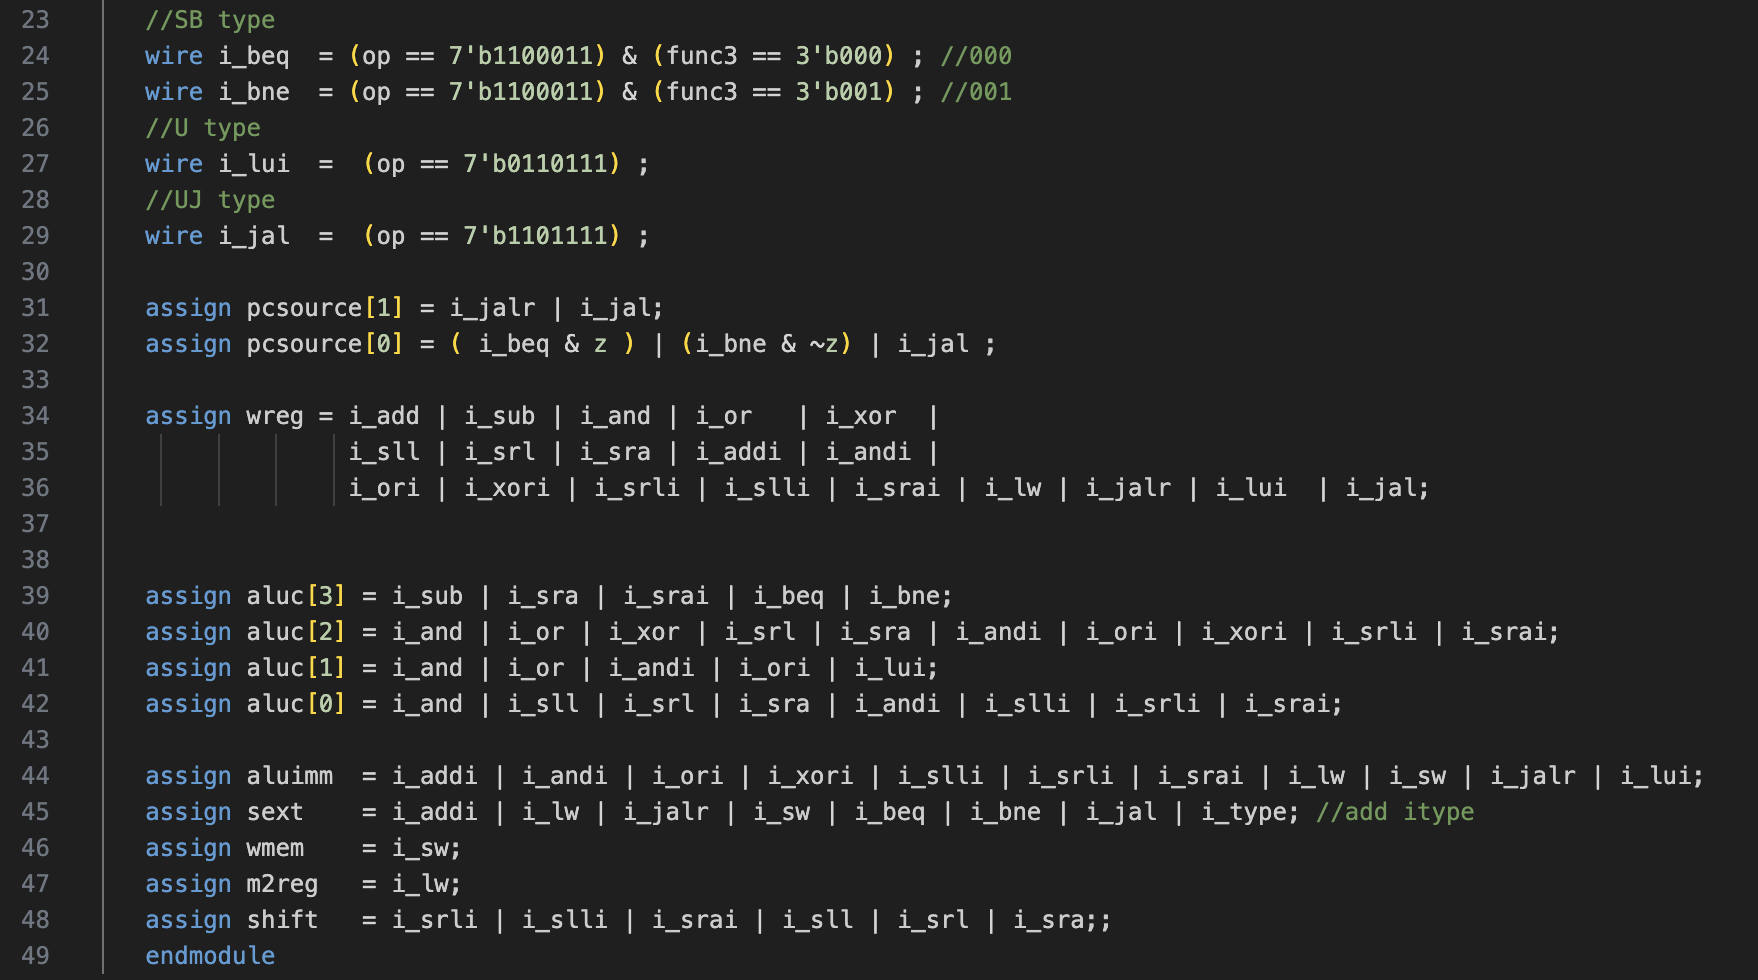 23 //SB type
24 wire i_beq  = (op == 7'b1100011) & (func3 == 3'b000) ; //000
25 wire i_bne  = (op == 7'b1100011) & (func3 == 3'b001) ; //001
26 //U type
27 wire i_lui  =  (op == 7'b0110111) ;
28 //UJ type
29 wire i_jal  =  (op == 7'b1101111) ;
30
31 assign pcsource[1] = i_jalr | i_jal;
32 assign pcsource[0] = ( i_beq & z ) | (i_bne & ~z) | i_jal ;
33
34 assign wreg = i_add | i_sub | i_and | i_or   | i_xor  |
35               i_sll | i_srl | i_sra | i_addi | i_andi |
36               i_ori | i_xori | i_srli | i_slli | i_srai | i_lw | i_jalr | i_lui  | i_jal;
37
38
39 assign aluc[3] = i_sub | i_sra | i_srai | i_beq | i_bne;
40 assign aluc[2] = i_and | i_or | i_xor | i_srl | i_sra | i_andi | i_ori | i_xori | i_srli | i_srai;
41 assign aluc[1] = i_and | i_or | i_andi | i_ori | i_lui;
42 assign aluc[0] = i_and | i_sll | i_srl | i_sra | i_andi | i_slli | i_srli | i_srai;
43
44 assign aluimm  = i_addi | i_andi | i_ori | i_xori | i_slli | i_srli | i_srai | i_lw | i_sw | i_jalr | i_lui;
45 assign sext    = i_addi | i_lw | i_jalr | i_sw | i_beq | i_bne | i_jal | i_type; //add itype
46 assign wmem    = i_sw;
47 assign m2reg   = i_lw;
48 assign shift   = i_srli | i_slli | i_srai | i_sll | i_srl | i_sra;;
49 endmodule